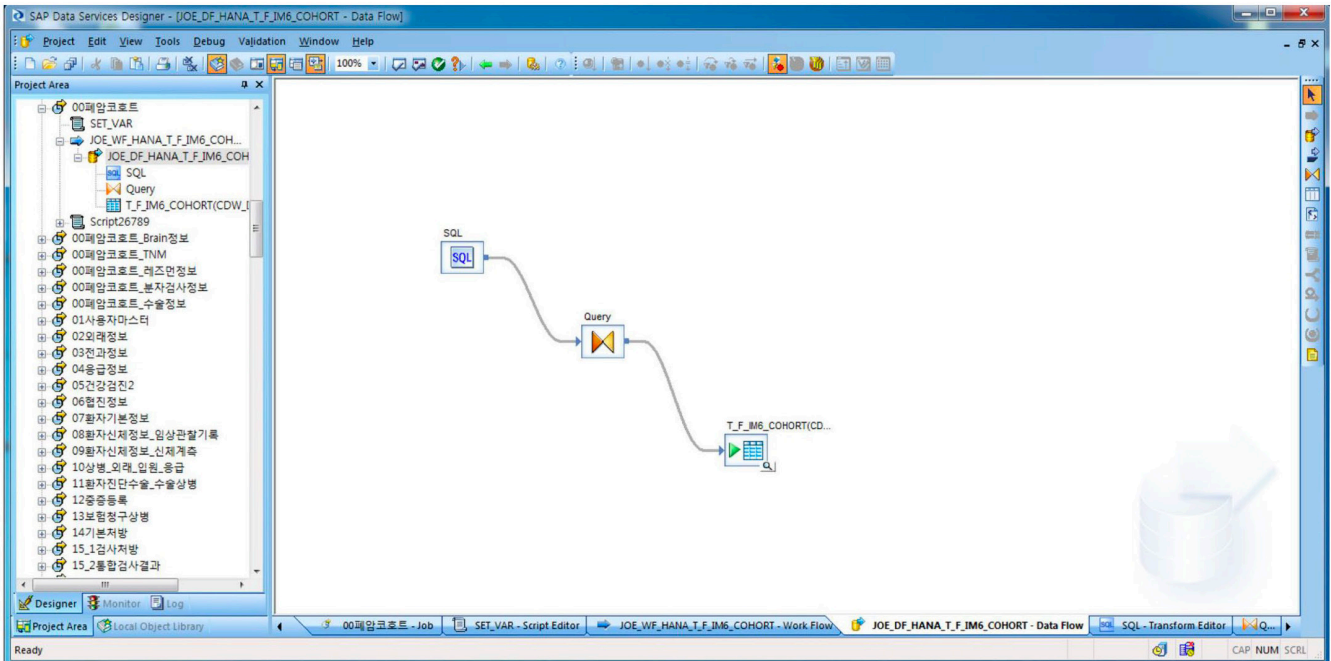 SAP Data Services Designer - [JOE_DF_HANA_T_F_IM6_COHORT - Data Flow]
Project Edit View Tools Debug Validation Window Help
100%
Project Area
00폐암코호트
SET_VAR
JOE_WF_HANA_T_F_IM6_COH...
JOE_DF_HANA_T_F_IM6_COH
SQL SQL
Query
T_F_IM6_COHORT(CDW_I
Script26789
00폐암코호트_Brain정보
00폐암코호트_TNM
00폐암코호트_레즈먼정보
00폐암코호트_분자검사정보
00폐암코호트_수술정보
01사용자마스터
02외래정보
03전과정보
04응급정보
05건강검진2
06협진정보
07환자기본정보
08환자신체정보_임상관찰기록
09환자신체정보_신체계측
10상병_외래_입원_응급
11환자진단수술_수술상병
12중증등록
13보험청구상병
14기본처방
15_1검사처방
15_2통합검사결과
SQL
SQL
Query
T_F_IM6_COHORT(CD...
Designer Monitor Log
Project Area Local Object Library
00폐암코호트 - Job SET_VAR - Script Editor JOE_WF_HANA_T_F_IM6_COHORT - Work Flow JOE_DF_HANA_T_F_IM6_COHORT - Data Flow SQL SQL - Transform Editor Q...
Ready CAP NUM SCRL